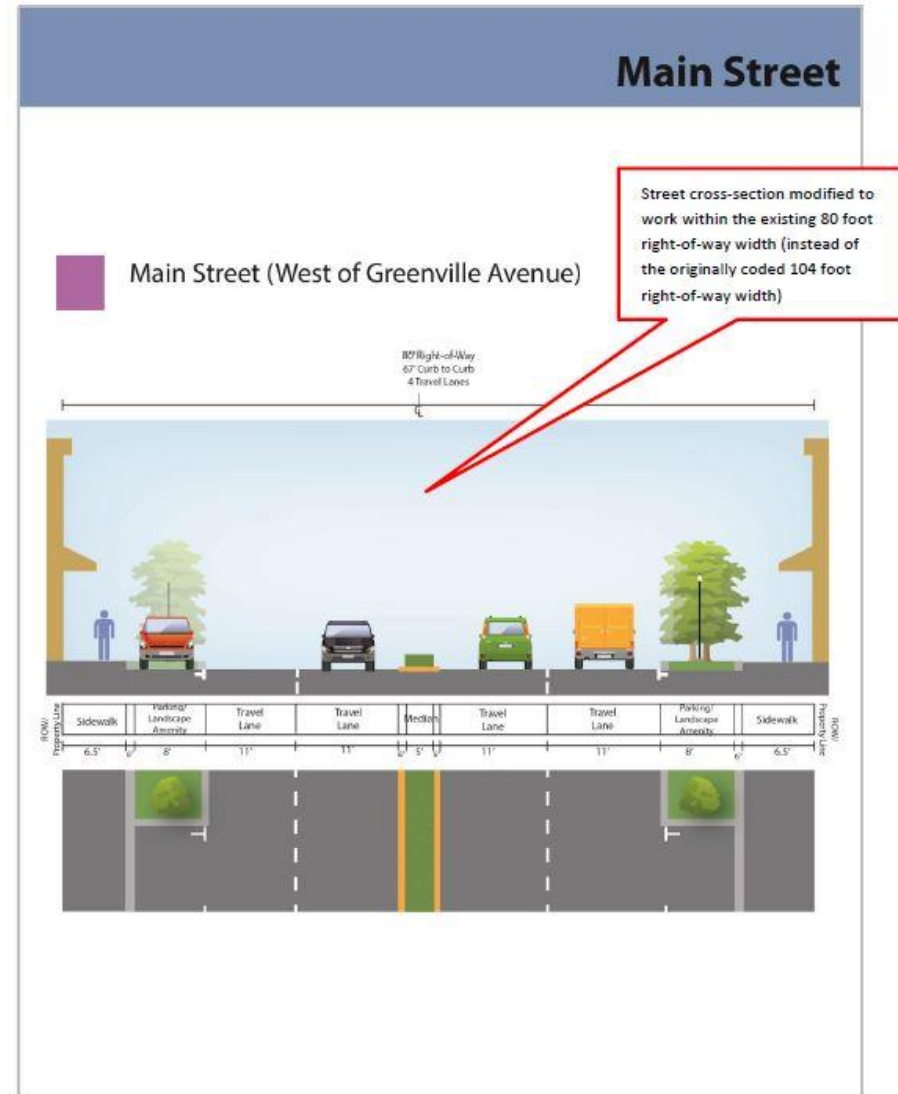 Main Street
Street cross-section modified to
work within the existing 80 foot
right-of-way width (instead of
the originally coded 104 foot
right-of-way width)
Main Street (West of Greenville Avenue)
80' Right-of-Way
67' Curb to Curb
4 Travel Lanes
ROW/
Property Line
Sidewalk
Parking/
Landscape
Amenity
Travel
Lane
Travel
Lane
Median
Travel
Lane
Travel
Lane
Parking/
Landscape
Amenity
Sidewalk
ROW/
Property Line
6.5' 6" 8' 11' 11' 6" 5' 6" 11' 11' 8' 6" 6.5'